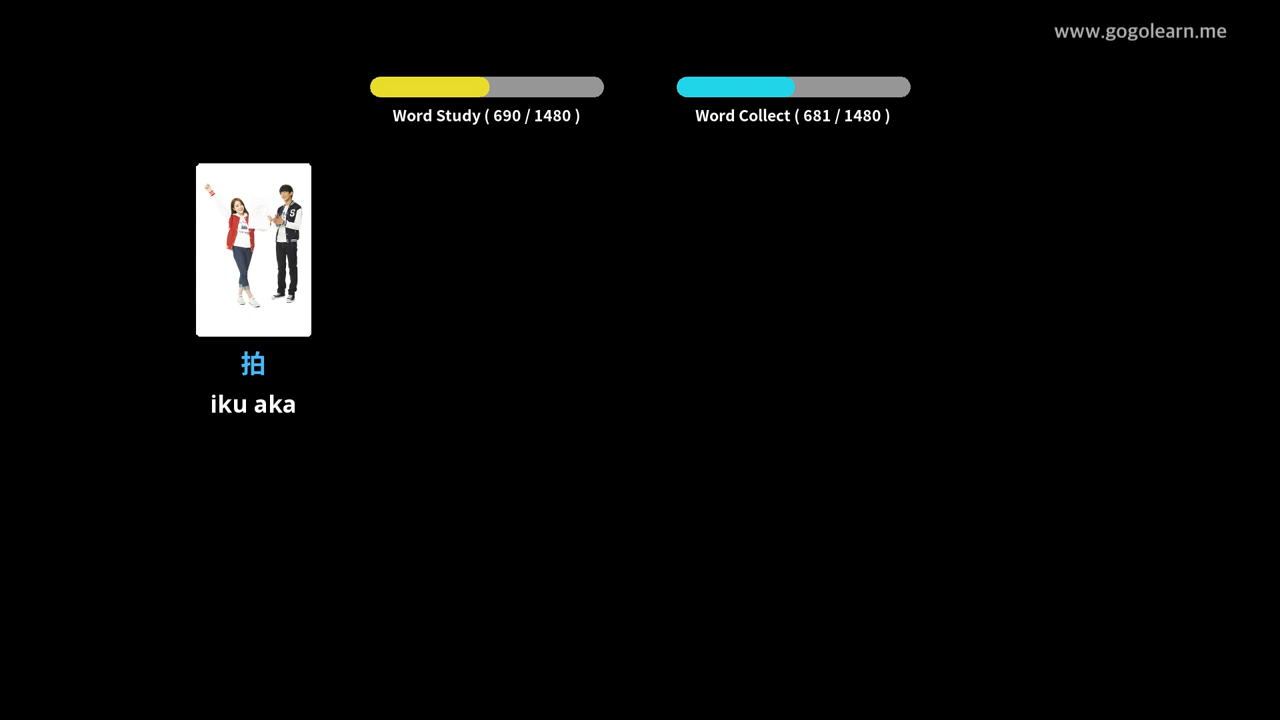 www.gogolearn.me
Word Study ( 690 / 1480 )
Word Collect ( 681 / 1480 )
拍
iku aka